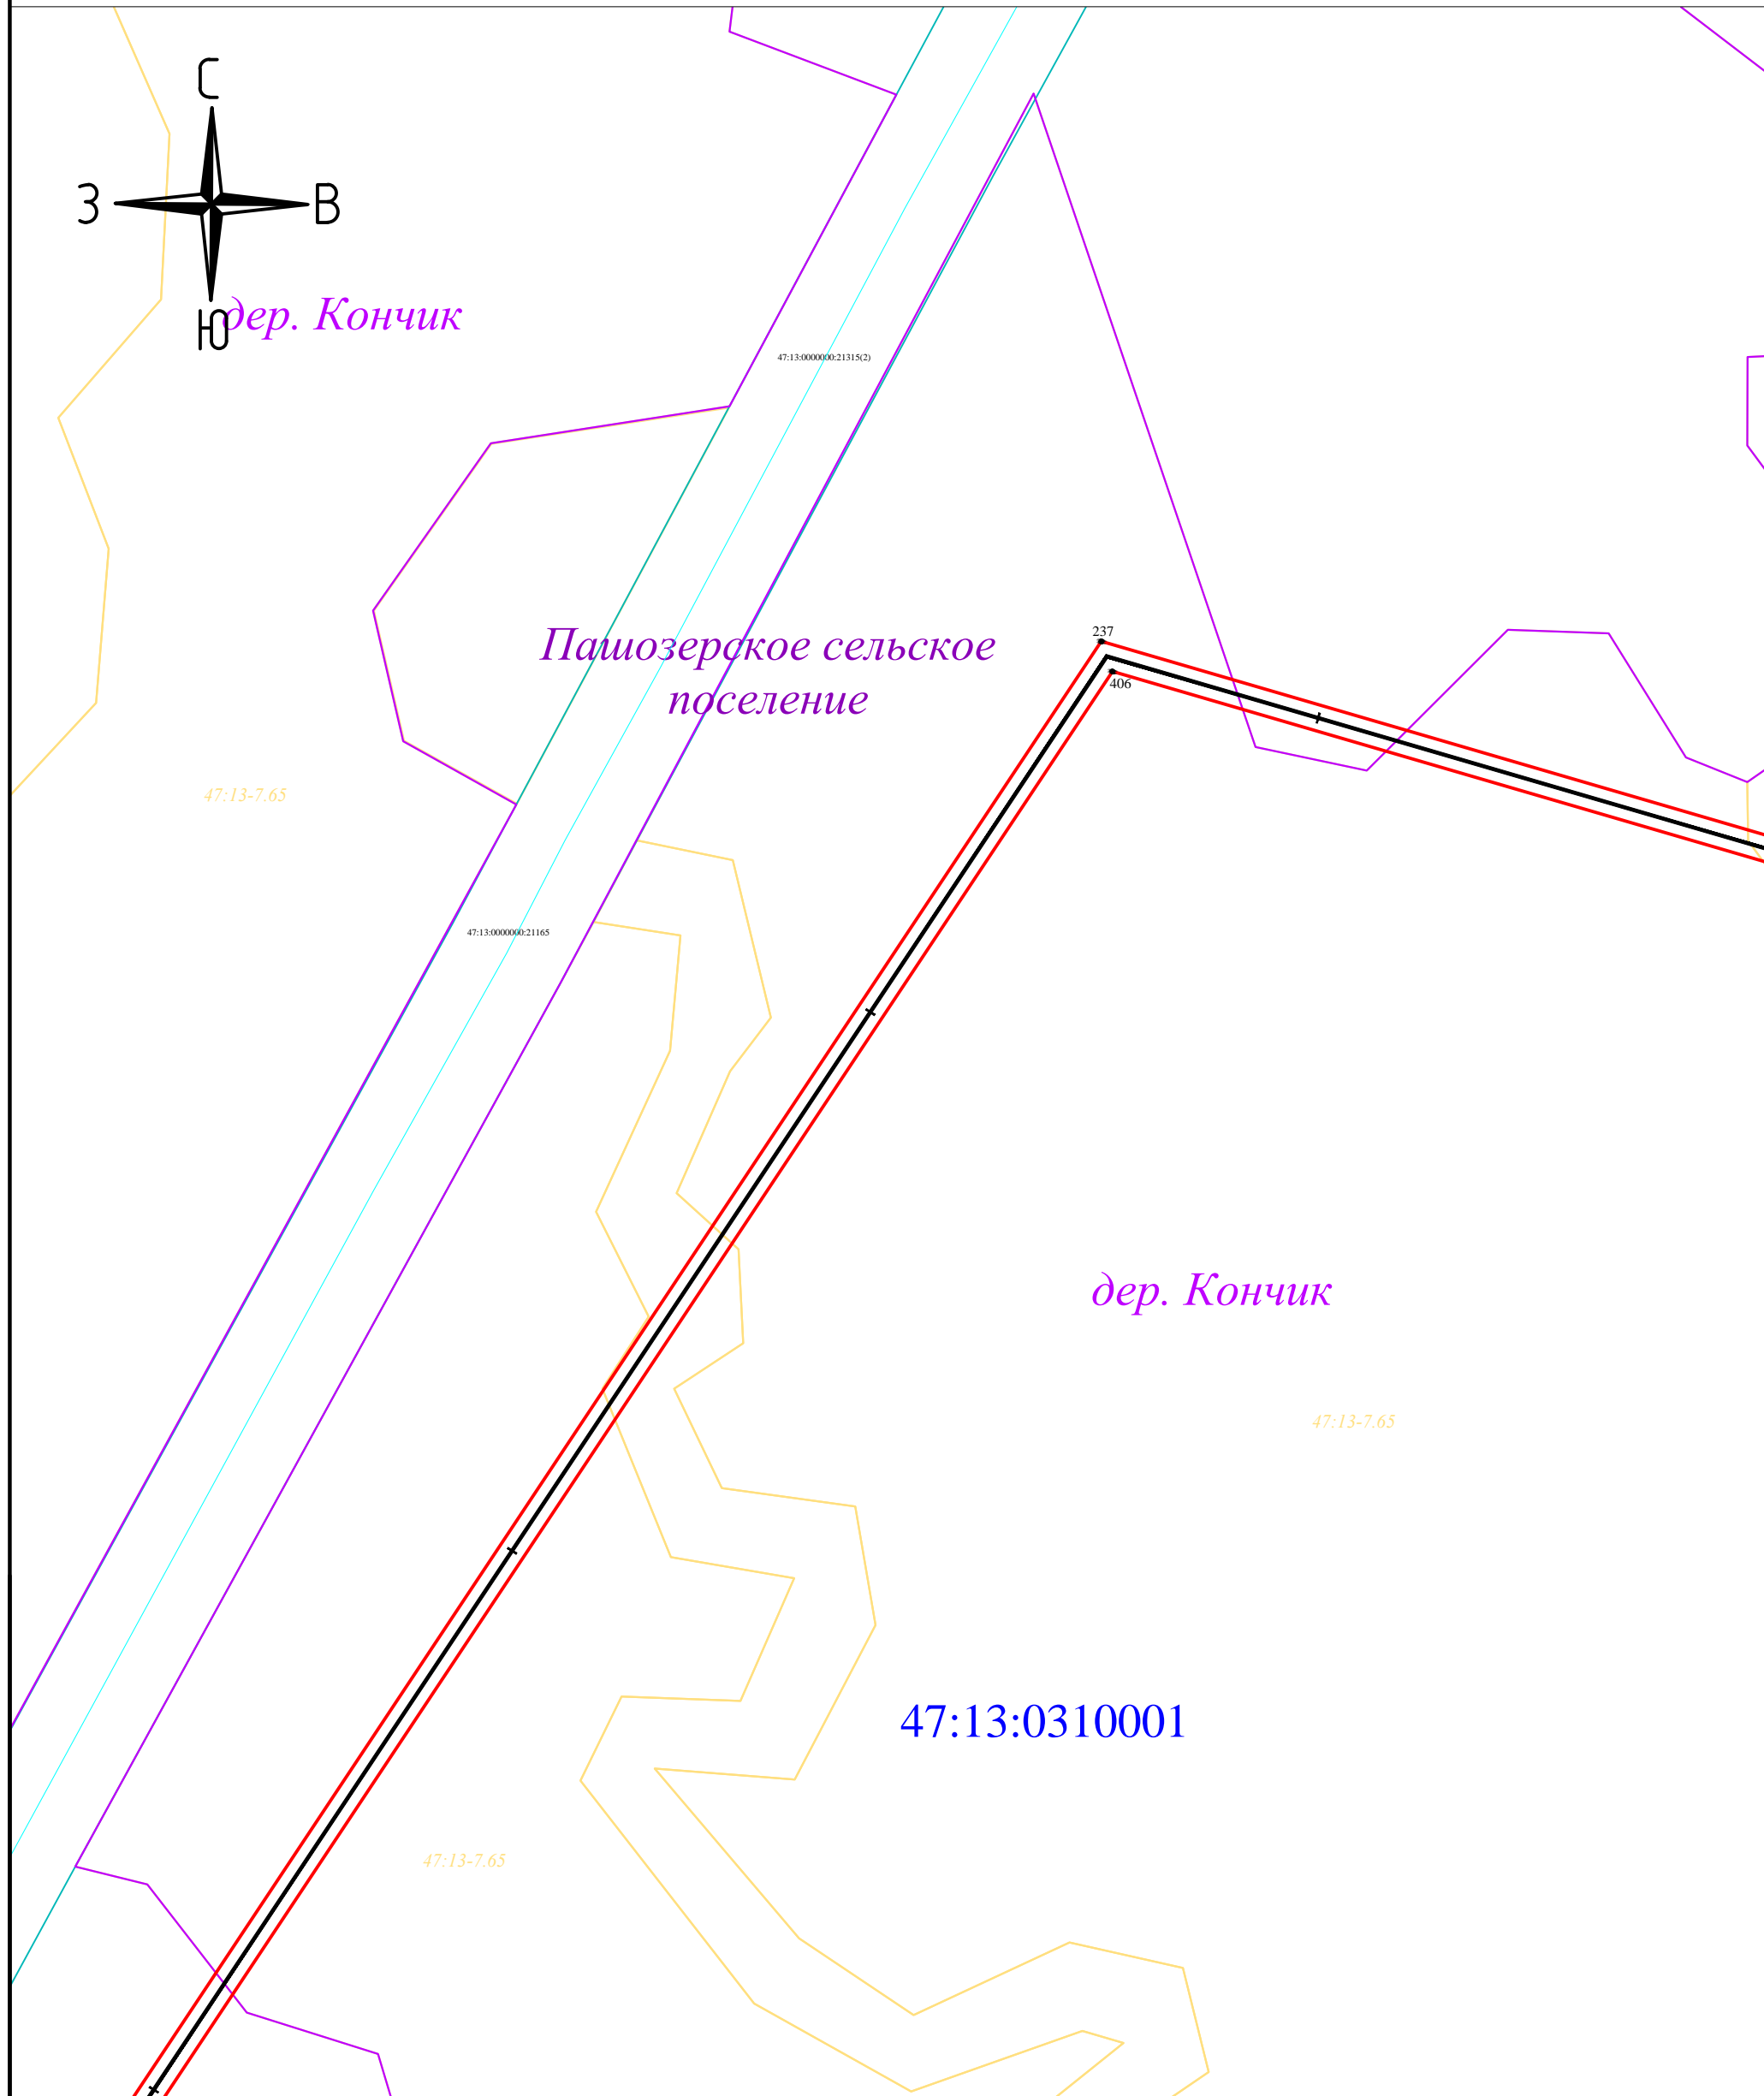 С
З
В
Ю
дер. Кончик
47:13:0000000:21315(2)
237
Пашозерское сельское
поселение
406
47:13-7.65
47:13:0000000:21165
дер. Кончик
47:13-7.65
47:13:0310001
47:13-7.65